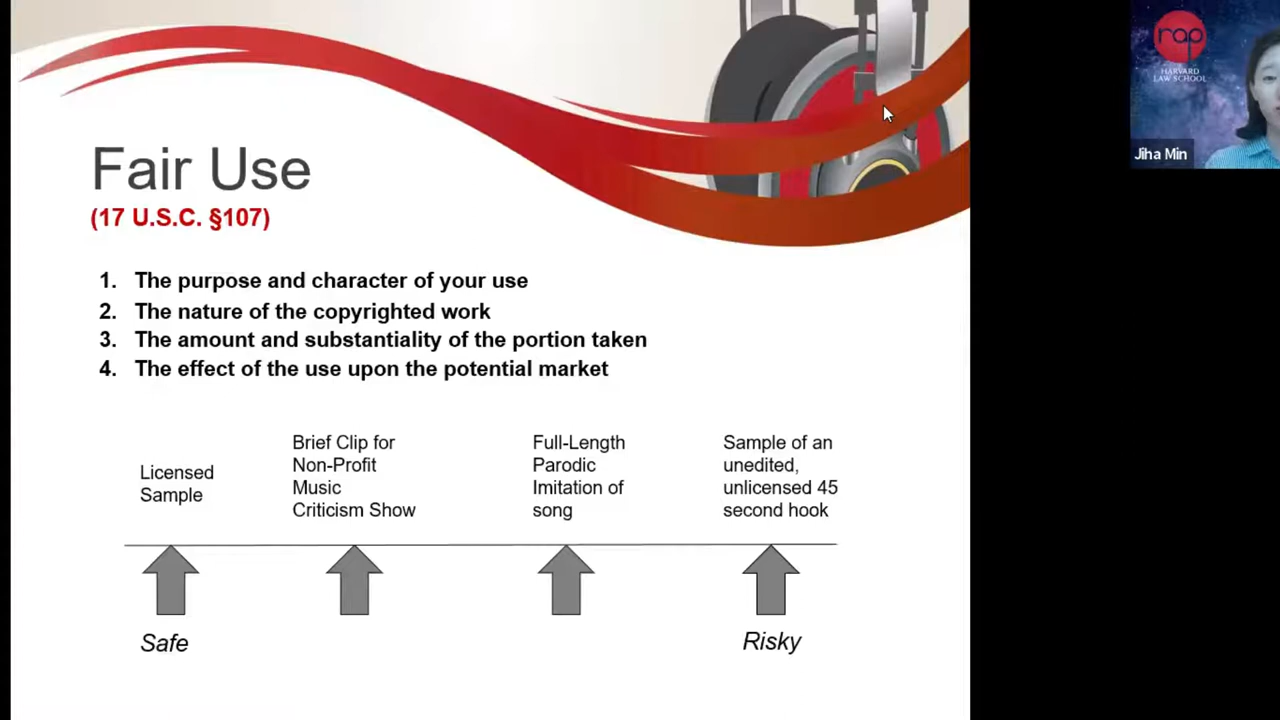 Fair Use
(17 U.S.C. §107)
1. The purpose and character of your use
2. The nature of the copyrighted work
3. The amount and substantiality of the portion taken
4. The effect of the use upon the potential market
Licensed
Sample
Brief Clip for
Non-Profit
Music
Criticism Show
Full-Length
Parodic
Imitation of
song
Sample of an
unedited,
unlicensed 45
second hook
Safe
Risky
rap
HARVARD
LAW SCHOOL
Jiha Min